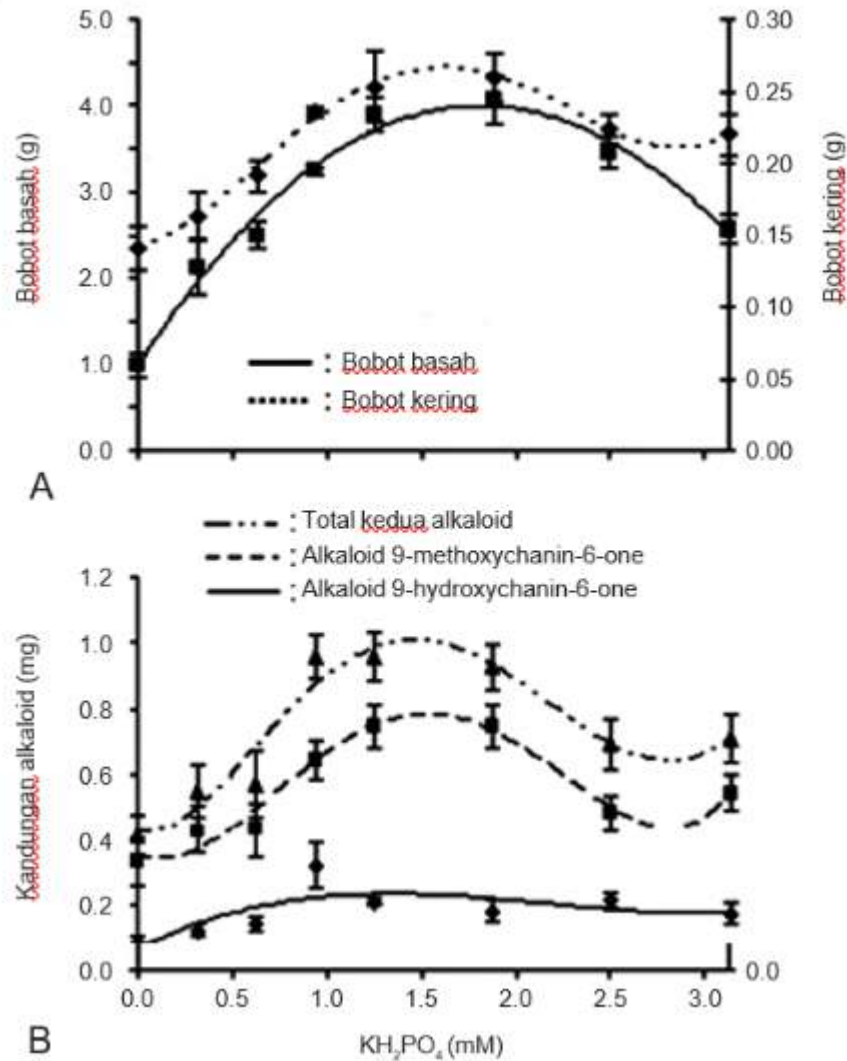 5.0
4.0
3.0
2.0
1.0
0.0
Bobot basah (g)
0.30
0.25
0.20
0.15
0.10
0.05
0.00
Bobot kering (g)
: Bobot basah
: Bobot kering
A
: Total kedua alkaloid
: Alkaloid 9-methoxychanin-6-one
: Alkaloid 9-hydroxychanin-6-one
1.2
1.0
0.8
0.6
0.4
0.2
0.0
Kandungan alkaloid (mg)
0.0
0.0 0.5 1.0 1.5 2.0 2.5 3.0
B
KH₂PO₄ (mM)